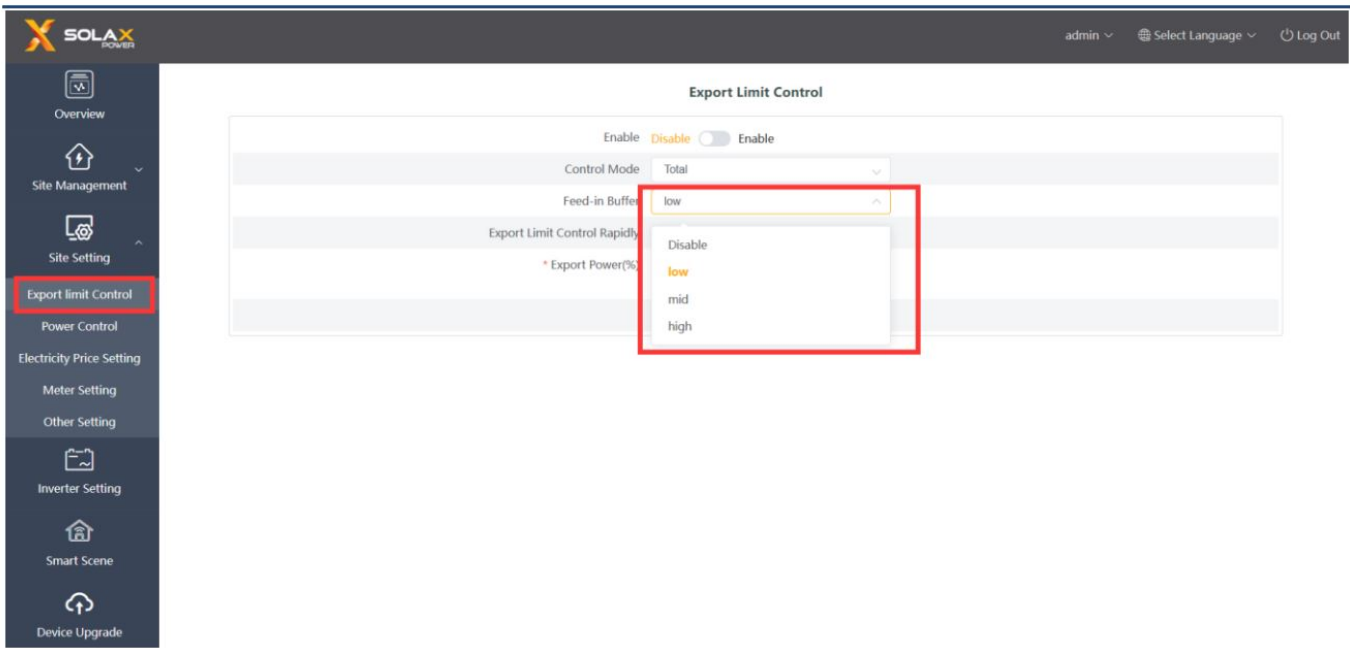 SOLAX
POWER
admin
Select Language
Log Out
Overview
Site Management
Site Setting
Export limit Control
Power Control
Electricity Price Setting
Meter Setting
Other Setting
Inverter Setting
Smart Scene
Device Upgrade
Export Limit Control
Enable Disable Enable
Control Mode Total
Feed-in Buffer low
Export Limit Control Rapidly
* Export Power(%)
Disable
low
mid
high